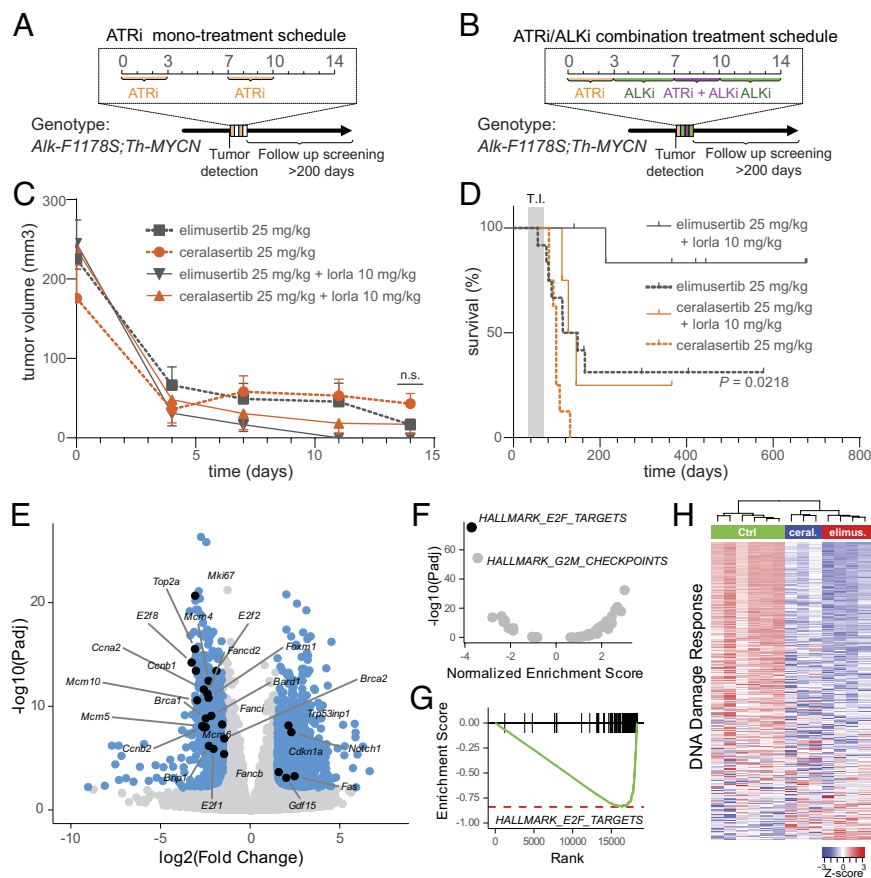 A
ATRi mono-treatment schedule
0 3 7 10 14
ATRi ATRi
Genotype:
Alk-F1178S;Th-MYCN
Tumor
detection
Follow up screening
>200 days
B
ATRi/ALKi combination treatment schedule
0 3 7 10 14
ATRi ALKi ATRi + ALKi ALKi
Genotype:
Alk-F1178S;Th-MYCN
Tumor
detection
Follow up screening
>200 days
C
300
200
100
0
tumor volume (mm3)
elimusertib 25 mg/kg
ceralasertib 25 mg/kg
elimusertib 25 mg/kg + lorla 10 mg/kg
ceralasertib 25 mg/kg + lorla 10 mg/kg
n.s.
0 5 10 15
time (days)
D
T.I.
100
50
0
survival (%)
elimusertib 25 mg/kg
+ lorla 10 mg/kg
elimusertib 25 mg/kg
ceralasertib 25 mg/kg
+ lorla 10 mg/kg
ceralasertib 25 mg/kg
P = 0.0218
0 200 400 600 800
time (days)
E
20
10
0
-log10(Padj)
Mki67
Top2a
Mcm4
E2f8
E2f2
Ccna2
Fancd2
Foxm1
Ccnb1
Brca2
Mcm10
Bard1
Brca1
Fanci
Trp53inp1
Mcm5
Mcm6
Ccnb2
Cdkn1a
Notch1
Brip1
Fancb
Fas
E2f1
Gdf15
-10 -5 0 5
log2(Fold Change)
F
HALLMARK_E2F_TARGETS
HALLMARK_G2M_CHECKPOINTS
60
40
20
0
-log10(Padj)
-4 -2 0 2
Normalized Enrichment Score
G
0.00
-0.25
-0.50
-0.75
-1.00
Enrichment Score
HALLMARK_E2F_TARGETS
0 5000 10000 15000
Rank
H
Ctrl ceral. elimus.
DNA Damage Response
-3 0 3
Z-score